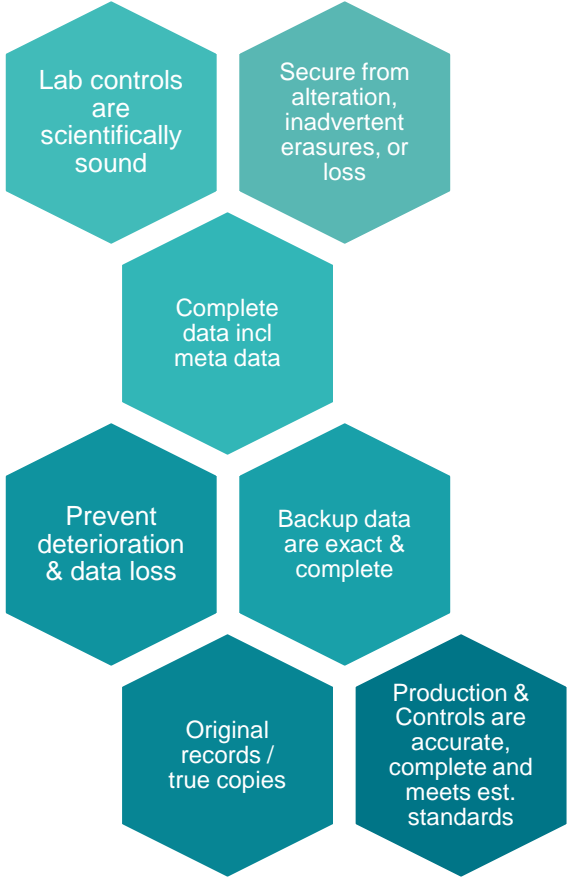 Lab controls
are
scientifically
sound
Secure from
alteration,
inadvertent
erasures, or
loss
Complete
data incl
meta data
Prevent
deterioration
& data loss
Backup data
are exact &
complete
Original
records /
true copies
Production &
Controls are
accurate,
complete and
meets est.
standards